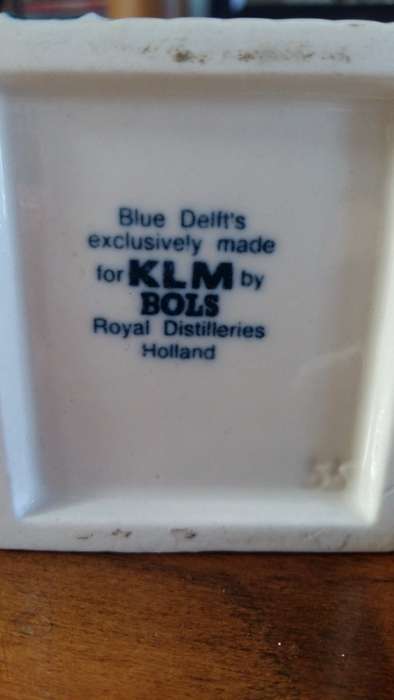 Blue Delft's
exclusively made
for KLM by
BOLS
Royal Distilleries
Holland